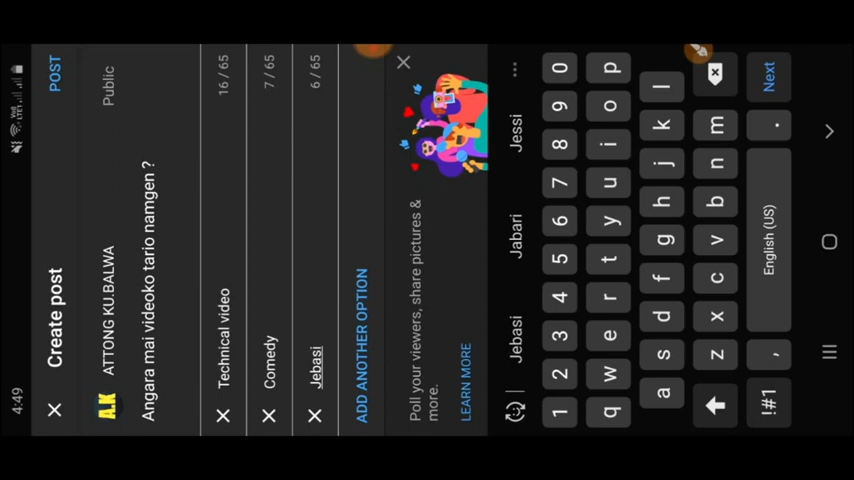 4:49
LTE1
Create post
POST
A.K
ATTONG KU.BALWA
Public
Angara mai videoko tario namgen ?
Technical video
16 / 65
Comedy
7 / 65
Jebasi
6 / 65
ADD ANOTHER OPTION
Poll your viewers, share pictures &
more.
LEARN MORE
Jebasi Jabari Jessi
1 2 3 4 5 6 7 8 9 0
q w e r t y u i o p
a s d f g h j k l
z x c v b n m
!#1 , English (US) . Next